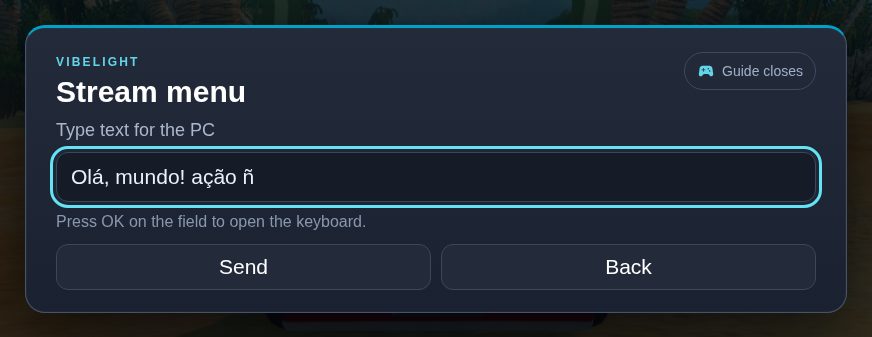 VIBELIGHT
Stream menu
Guide closes
Type text for the PC
Olá, mundo! ação ñ
Press OK on the field to open the keyboard.
Send
Back